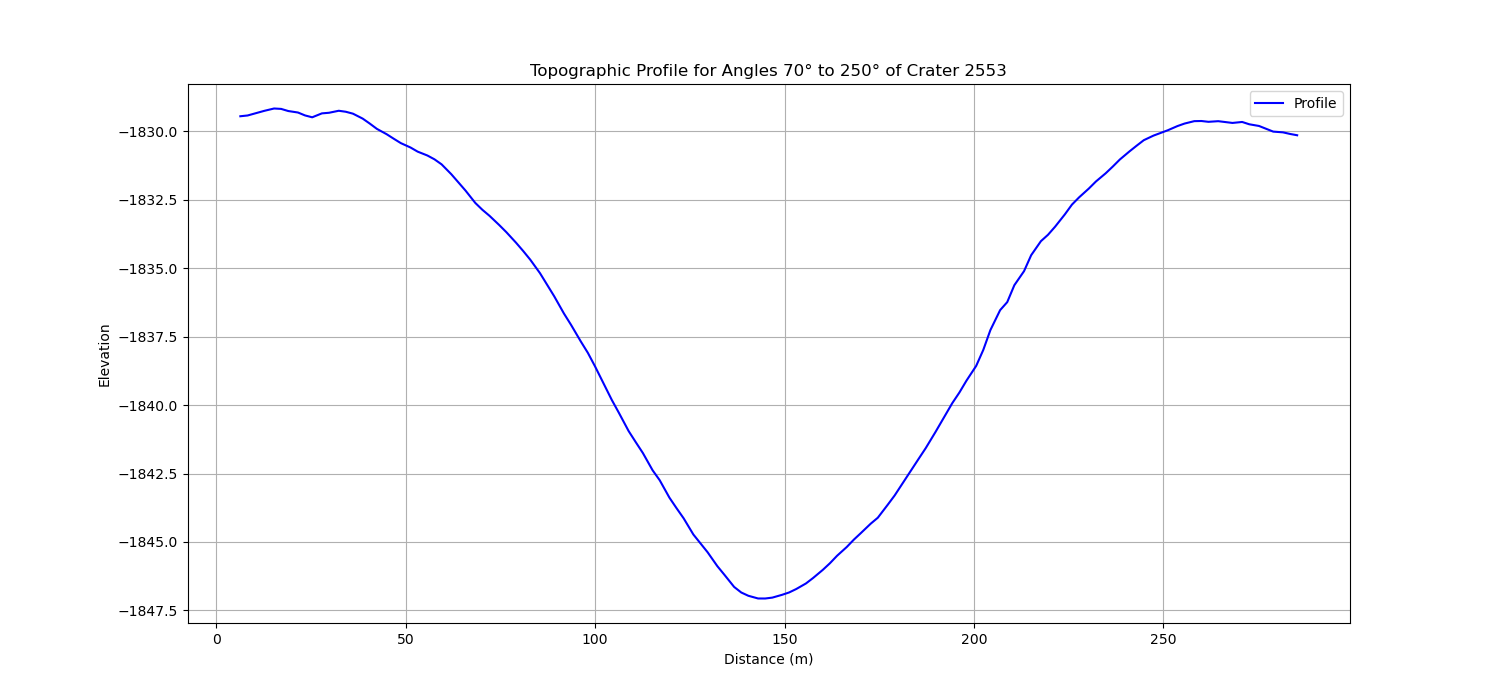 Topographic Profile for Angles 70° to 250° of Crater 2553
Profile
−1830.0
−1832.5
−1835.0
−1837.5
−1840.0
−1842.5
−1845.0
−1847.5
Elevation
0 50 100 150 200 250
Distance (m)